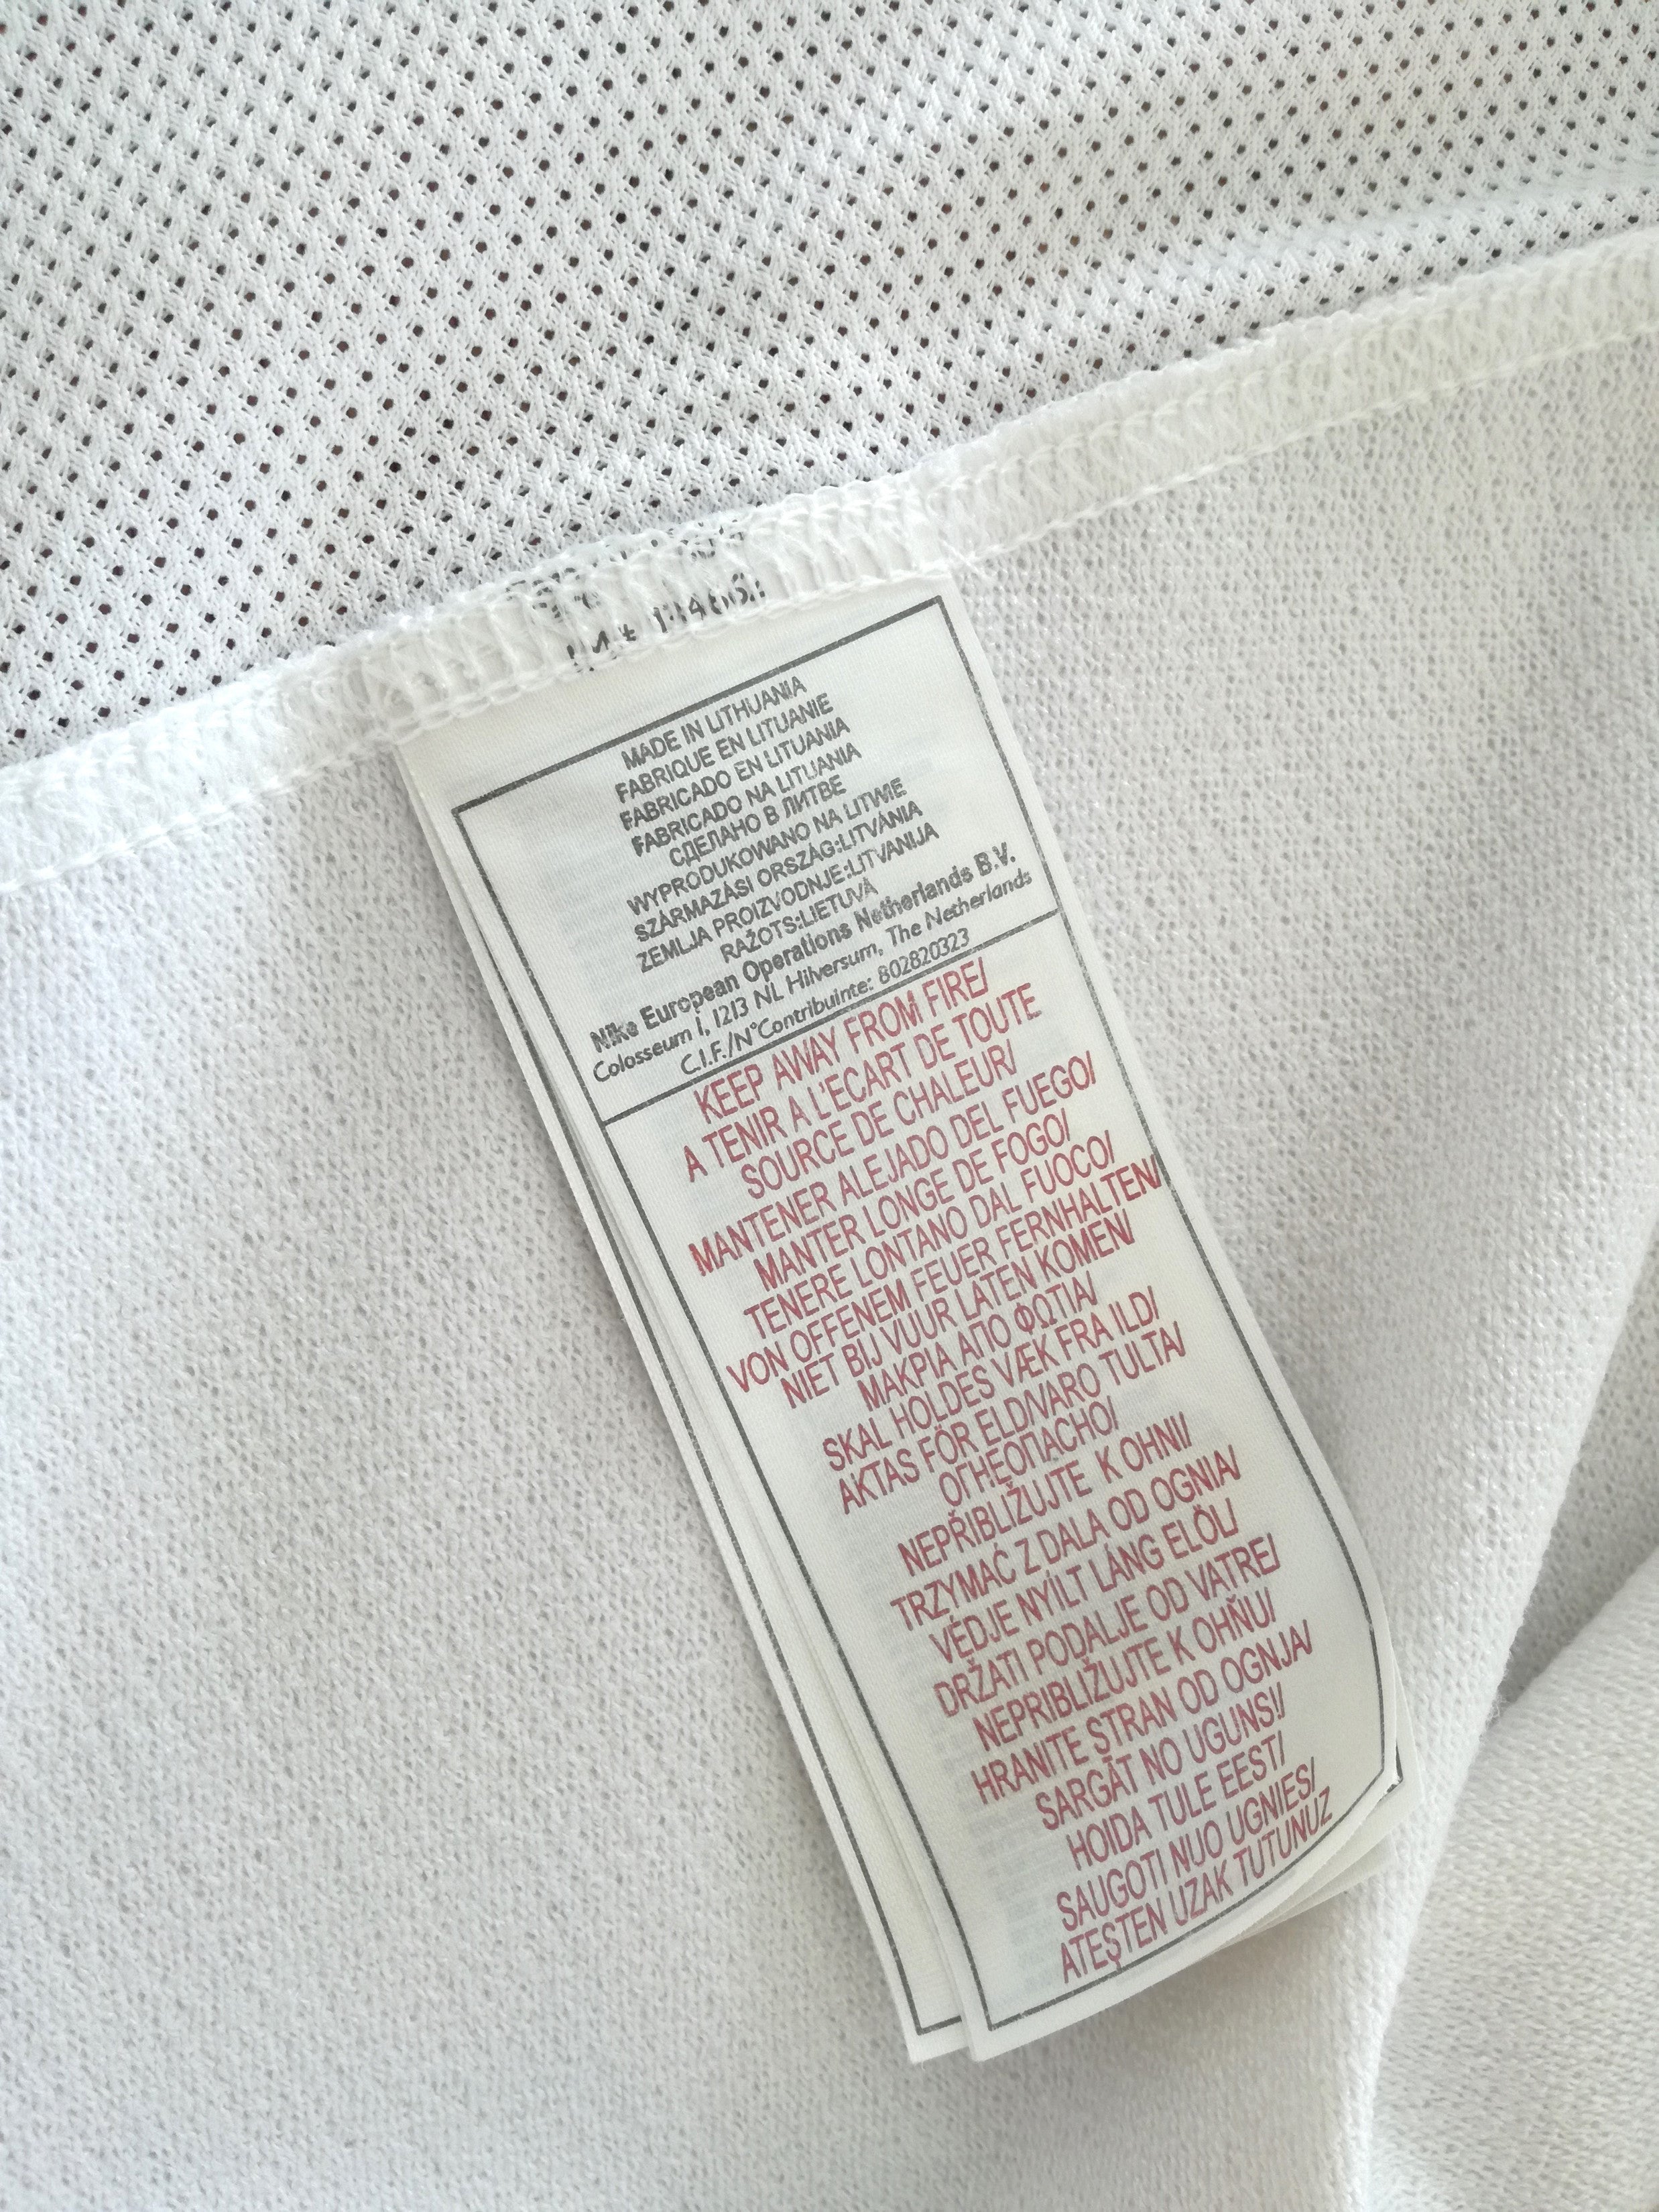 MADE IN LITHUANIA
FABRIQUE EN LITUANIE
FABRICADO EN LITUANIA
FABRICADO NA LITUANIA
СДЕЛАНО В ЛИТВЕ
WYPRODUKOWANO NA LITWIE
SZÁRMAZÁSI ORSZÁG:LITVÁNIA
ZEMLJA PROIZVODNJE:LITVANIJA
RAŽOTS:LIETUVĀ
Nike European Operations Netherlands B.V.
Colosseum 1, 1213 NL Hilversum, The Netherlands
C.I.F./N°Contribuinte: 802820323
KEEP AWAY FROM FIRE/
A TENIR A L'ECART DE TOUTE
SOURCE DE CHALEUR/
MANTENER ALEJADO DEL FUEGO/
MANTER LONGE DE FOGO/
TENERE LONTANO DAL FUOCO/
VON OFFENEM FEUER FERNHALTEN/
NIET BIJ VUUR LATEN KOMEN/
ΜΑΚΡΙΑ ΑΠΟ ΦΩΤΙΑ/
SKAL HOLDES VÆK FRA ILD/
AKTAS FÖR ELD/VARO TULTA/
ОГНЕОПАСНО/
NEPŘIBLIŽUJTE K OHNI/
TRZYMAĆ Z DALA OD OGNIA/
VÉDJE NYÍLT LÁNG ELÖL/
DRŽATI PODALJE OD VATRE/
NEPRIBLIŽUJTE K OHŇU/
HRANITE STRAN OD OGNJA/
SARGĀT NO UGUNS!/
HOIDA TULE EEST/
SAUGOTI NUO UGNIES/
ATEŞTEN UZAK TUTUNUZ